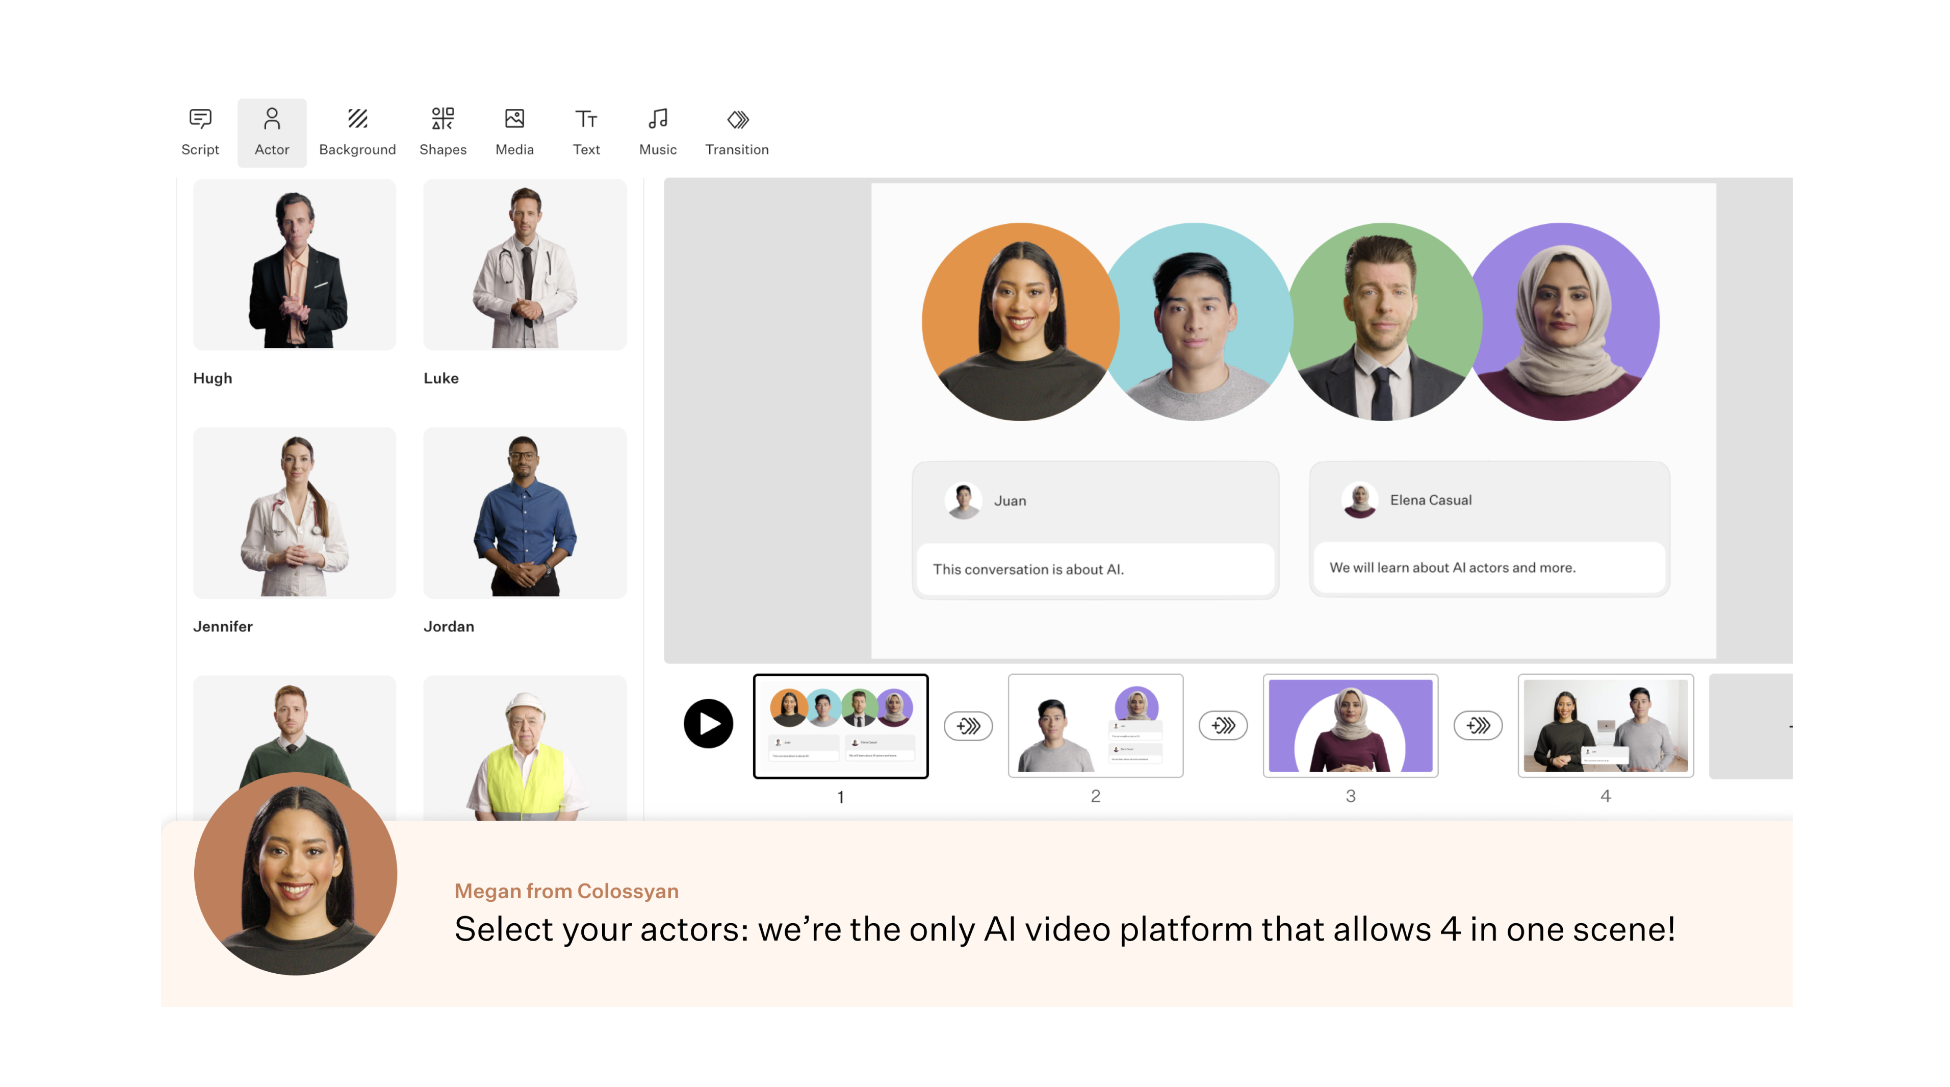 Script
Actor
Background
Shapes
Media
Text
Music
Transition
Hugh
Luke
Jennifer
Jordan
Juan
This conversation is about AI.
Elena Casual
We will learn about AI actors and more.
1
2
3
4
Megan from Colossyan
Select your actors: we’re the only AI video platform that allows 4 in one scene!